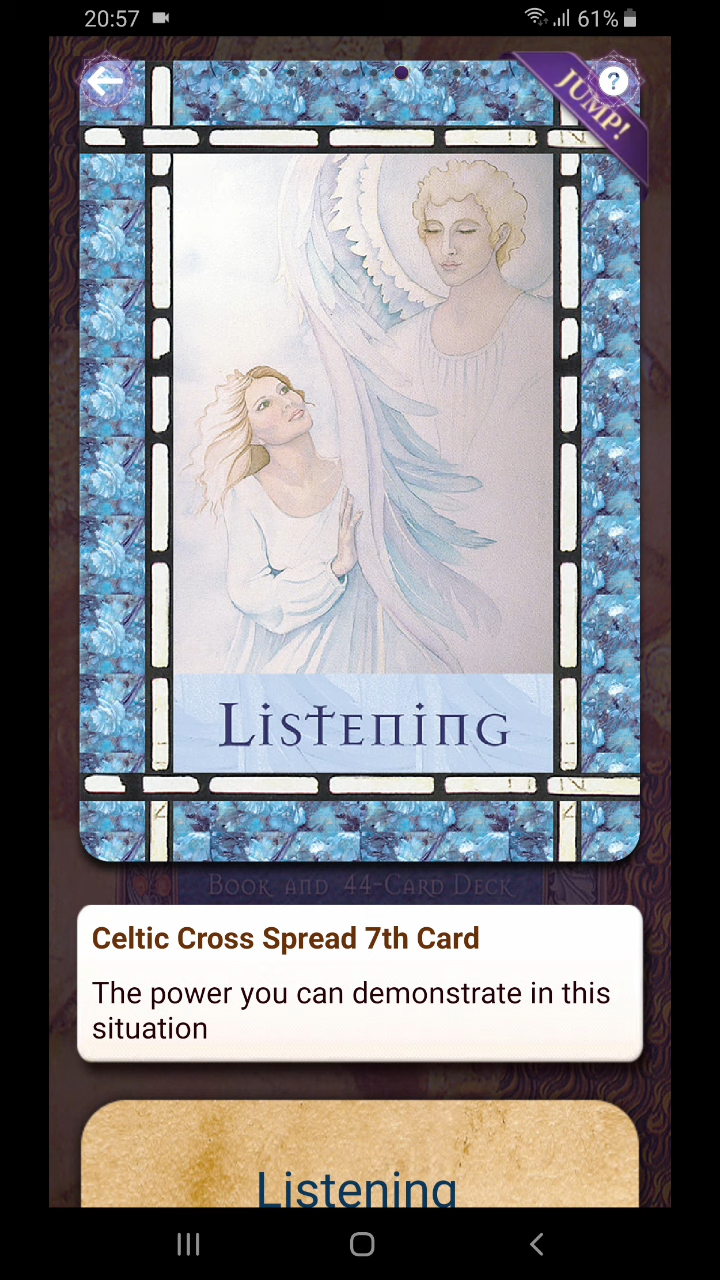 20:57
61%
?
JUMP!
Listening
Book and 44-Card Deck
Celtic Cross Spread 7th Card
The power you can demonstrate in this
situation
Listening